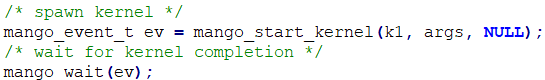 /* spawn kernel */
mango_event_t ev = mango_start_kernel(k1, args, NULL);
/* wait for kernel completion */
mango_wait(ev);